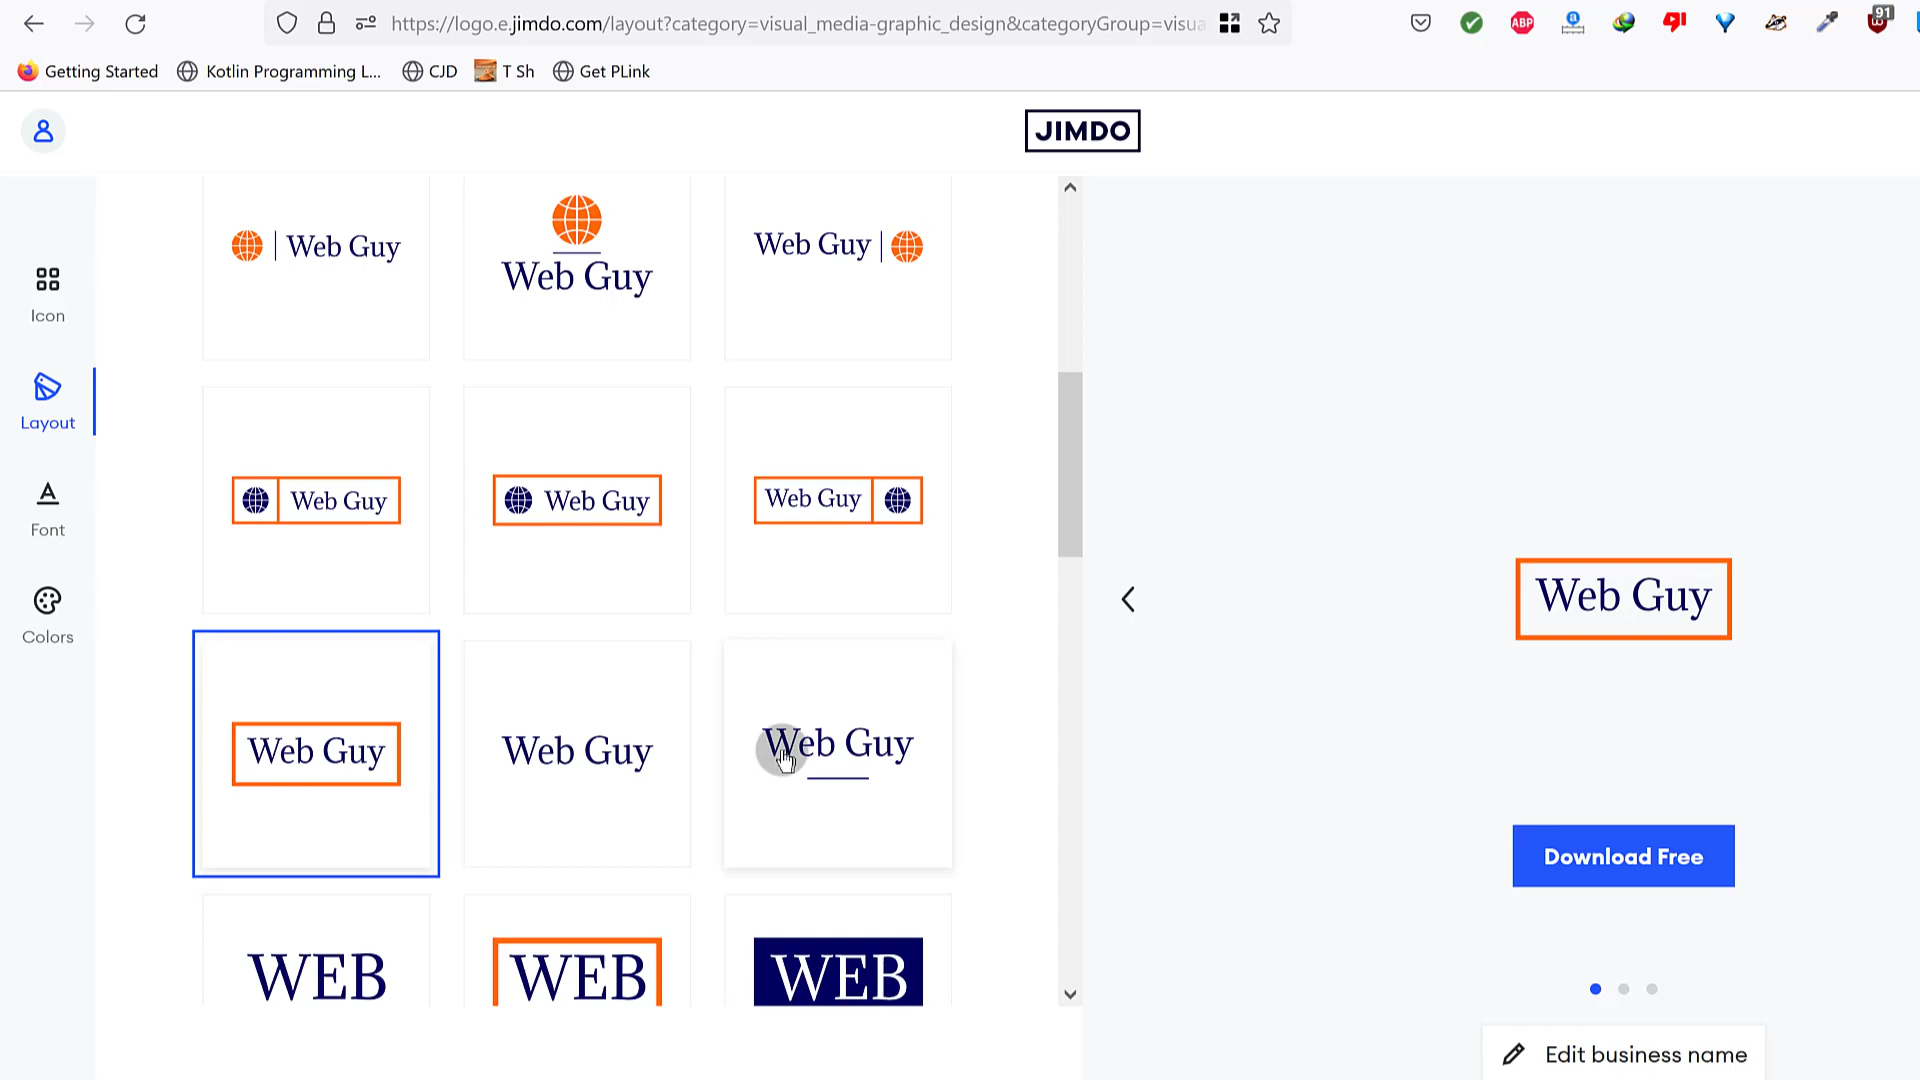 https://logo.e.jimdo.com/layout?category=visual_media-graphic_design&categoryGroup=visua
ABP
a
91
Getting Started
Kotlin Programming L...
CJD
T Sh
Get PLink
JIMDO
Icon
Layout
Font
Colors
Web Guy
Web Guy
Web Guy
Web Guy
Web Guy
Web Guy
Web Guy
Web Guy
Web Guy
WEB
WEB
WEB
Web Guy
Download Free
Edit business name